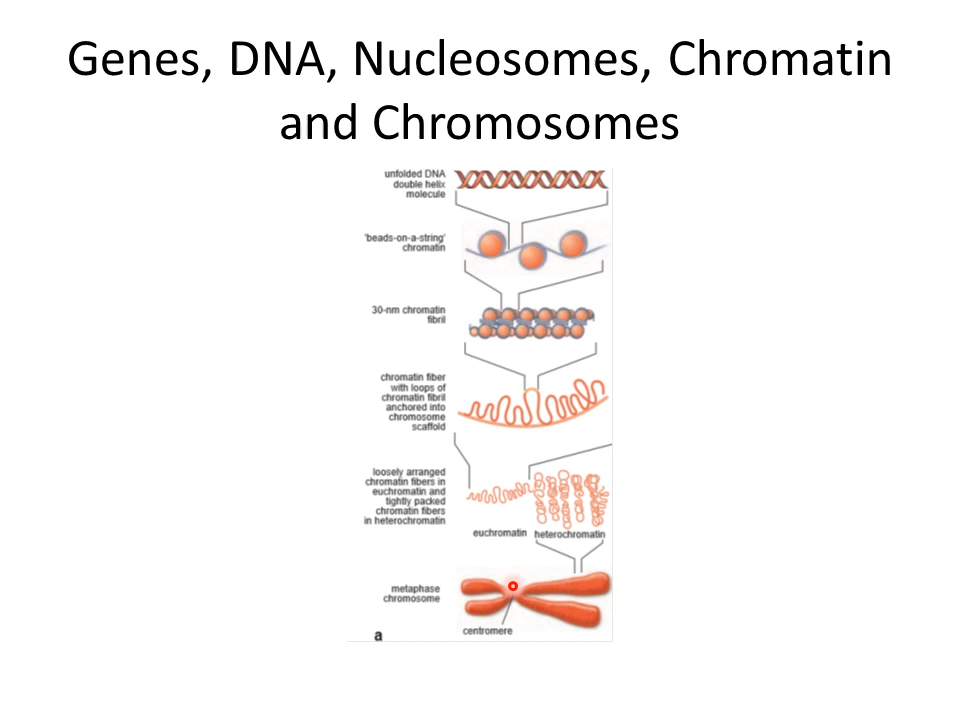 Genes, DNA, Nucleosomes, Chromatin
and Chromosomes
unfolded DNA
double helix
molecule
'beads-on-a-string'
chromatin
30-nm chromatin
fibril
chromatin fiber
with loops of
chromatin fibril
anchored into
chromosome
scaffold
loosely arranged
chromatin fibers in
euchromatin and
tightly packed
chromatin fibers
in heterochromatin
euchromatin heterochromatin
metaphase
chromosome
centromere
a